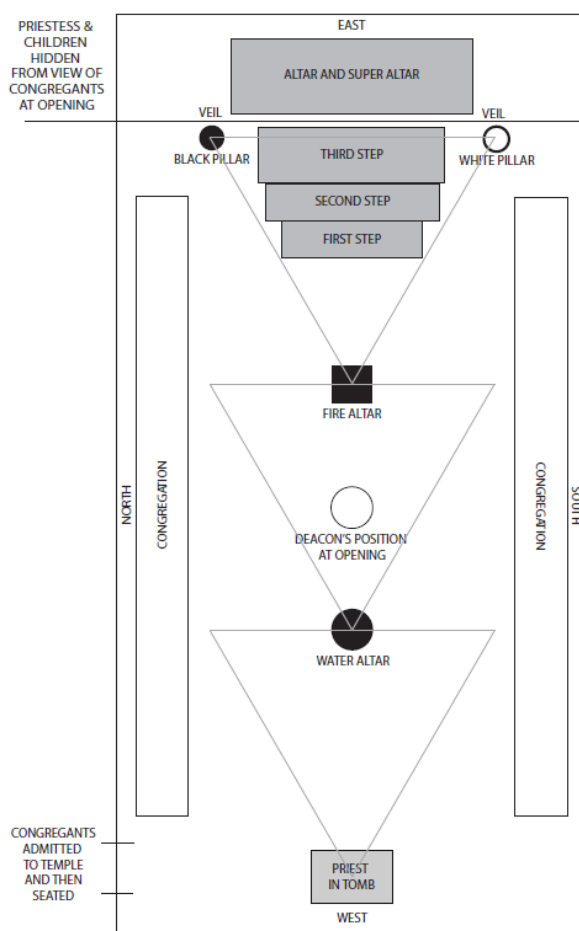 PRIESTESS &
CHILDREN
HIDDEN
FROM VIEW OF
CONGREGANTS
AT OPENING
EAST
ALTAR AND SUPER ALTAR
VEIL
VEIL
BLACK PILLAR
THIRD STEP
WHITE PILLAR
SECOND STEP
FIRST STEP
FIRE ALTAR
NORTH
CONGREGATION
CONGREGATION
SOUTH
DEACON'S POSITION
AT OPENING
WATER ALTAR
CONGREGANTS
ADMITTED
TO TEMPLE
AND THEN
SEATED
PRIEST
IN TOMB
WEST